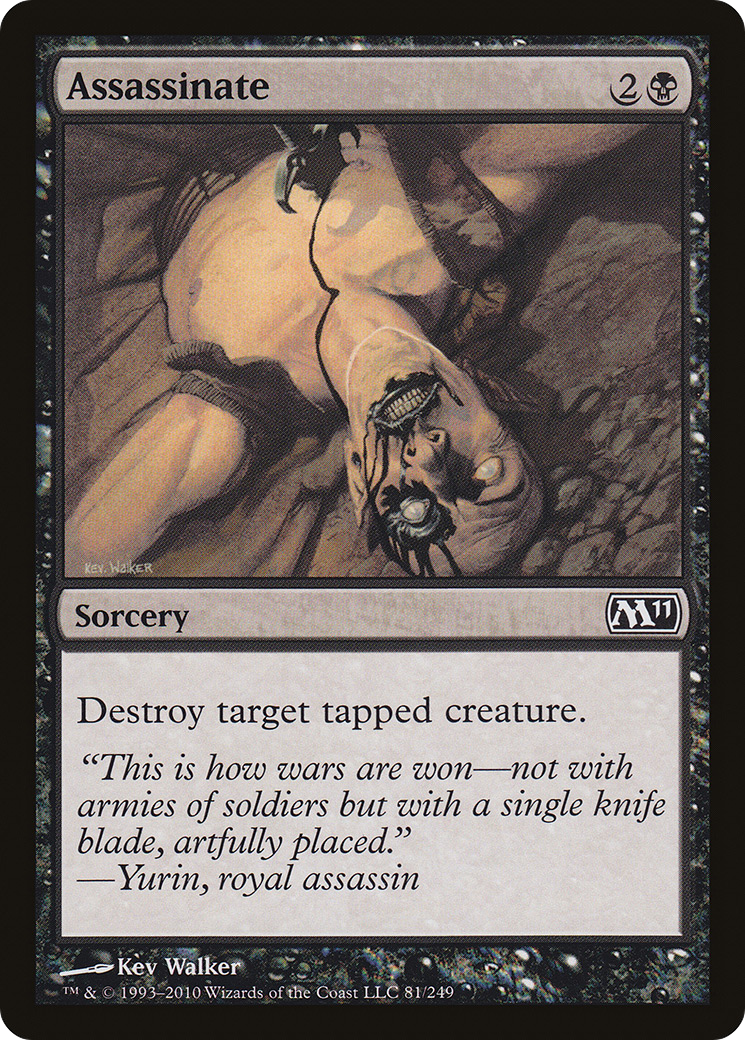 Assassinate 2
KEV. WALKER
Sorcery M11
Destroy target tapped creature.
“This is how wars are won—not with
armies of soldiers but with a single knife
blade, artfully placed.”
—Yurin, royal assassin
Kev Walker
™ & © 1993–2010 Wizards of the Coast LLC 81/249